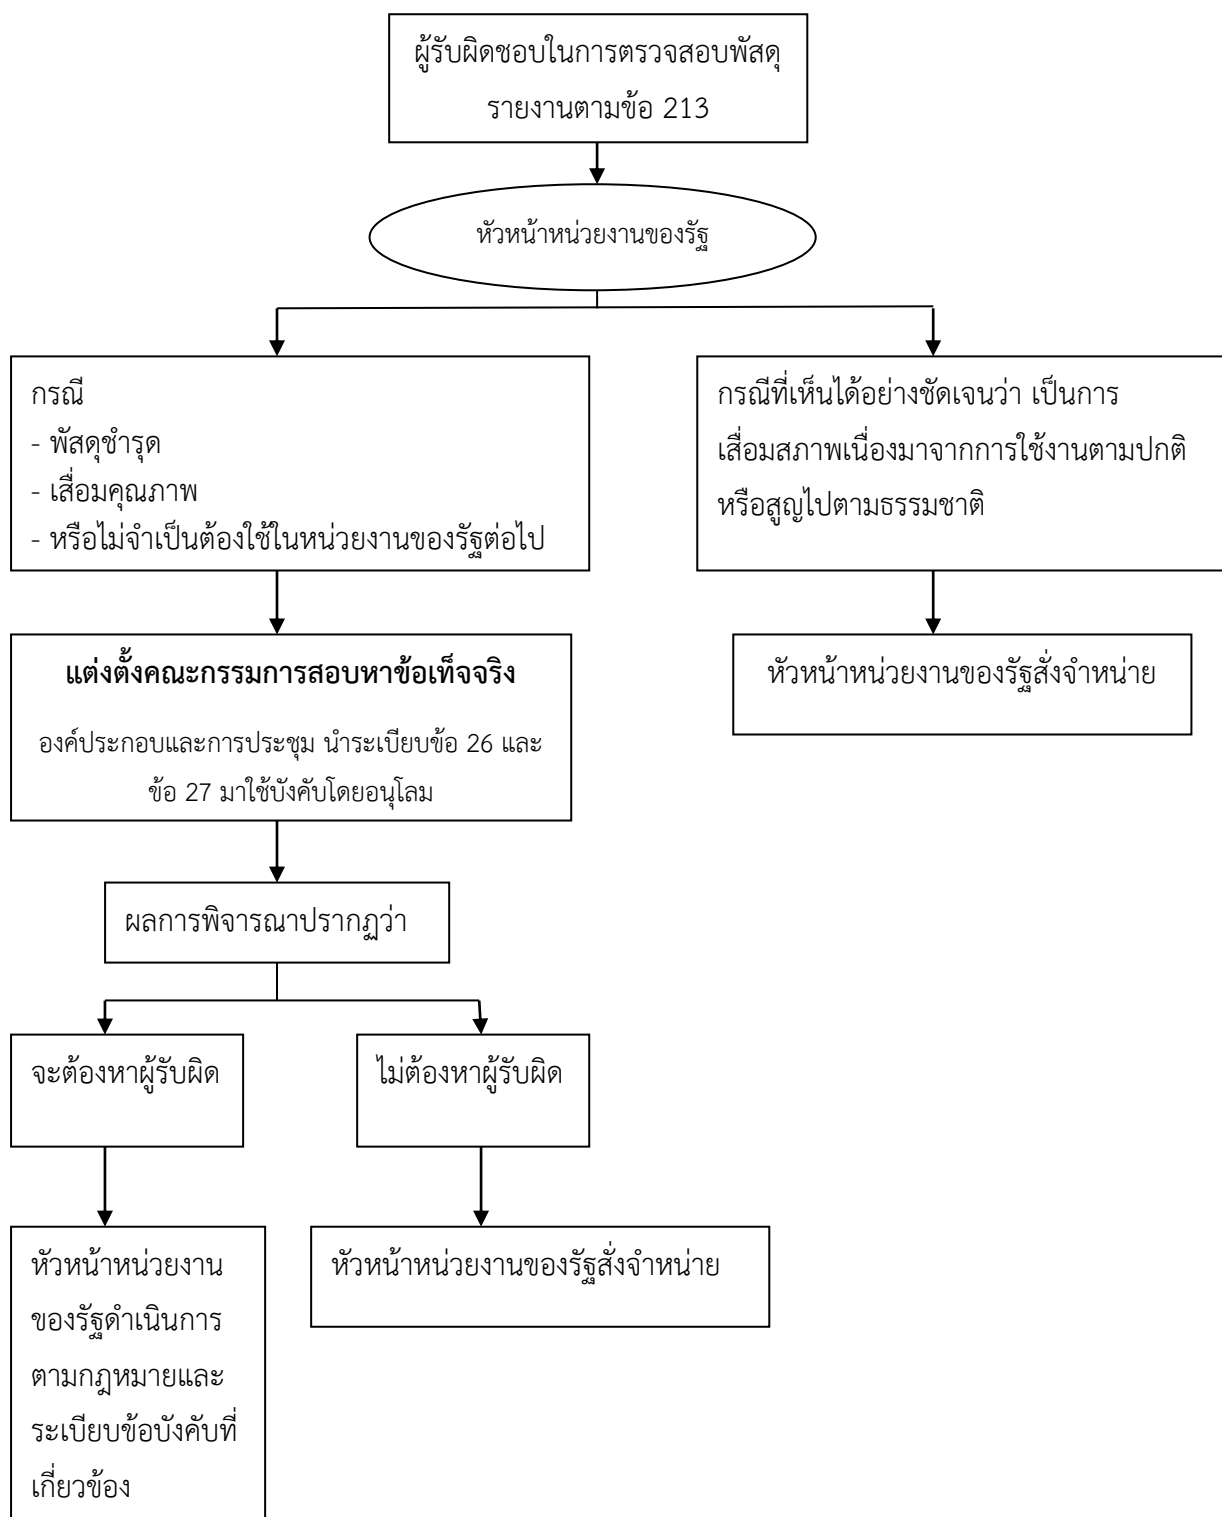 ผู้รับผิดชอบในการตรวจสอบพัสดุ
รายงานตามข้อ 213
หัวหน้าหน่วยงานของรัฐ
กรณี
- พัสดุชำรุด
- เสื่อมคุณภาพ
- หรือไม่จำเป็นต้องใช้ในหน่วยงานของรัฐต่อไป
กรณีที่เห็นได้อย่างชัดเจนว่า เป็นการ
เสื่อมสภาพเนื่องมาจากการใช้งานตามปกติ
หรือสูญไปตามธรรมชาติ
แต่งตั้งคณะกรรมการสอบหาข้อเท็จจริง
องค์ประกอบและการประชุม นำระเบียบข้อ 26 และ
ข้อ 27 มาใช้บังคับโดยอนุโลม
หัวหน้าหน่วยงานของรัฐสั่งจำหน่าย
ผลการพิจารณาปรากฏว่า
จะต้องหาผู้รับผิด
ไม่ต้องหาผู้รับผิด
หัวหน้าหน่วยงาน
ของรัฐดำเนินการ
ตามกฎหมายและ
ระเบียบข้อบังคับที่
เกี่ยวข้อง
หัวหน้าหน่วยงานของรัฐสั่งจำหน่าย